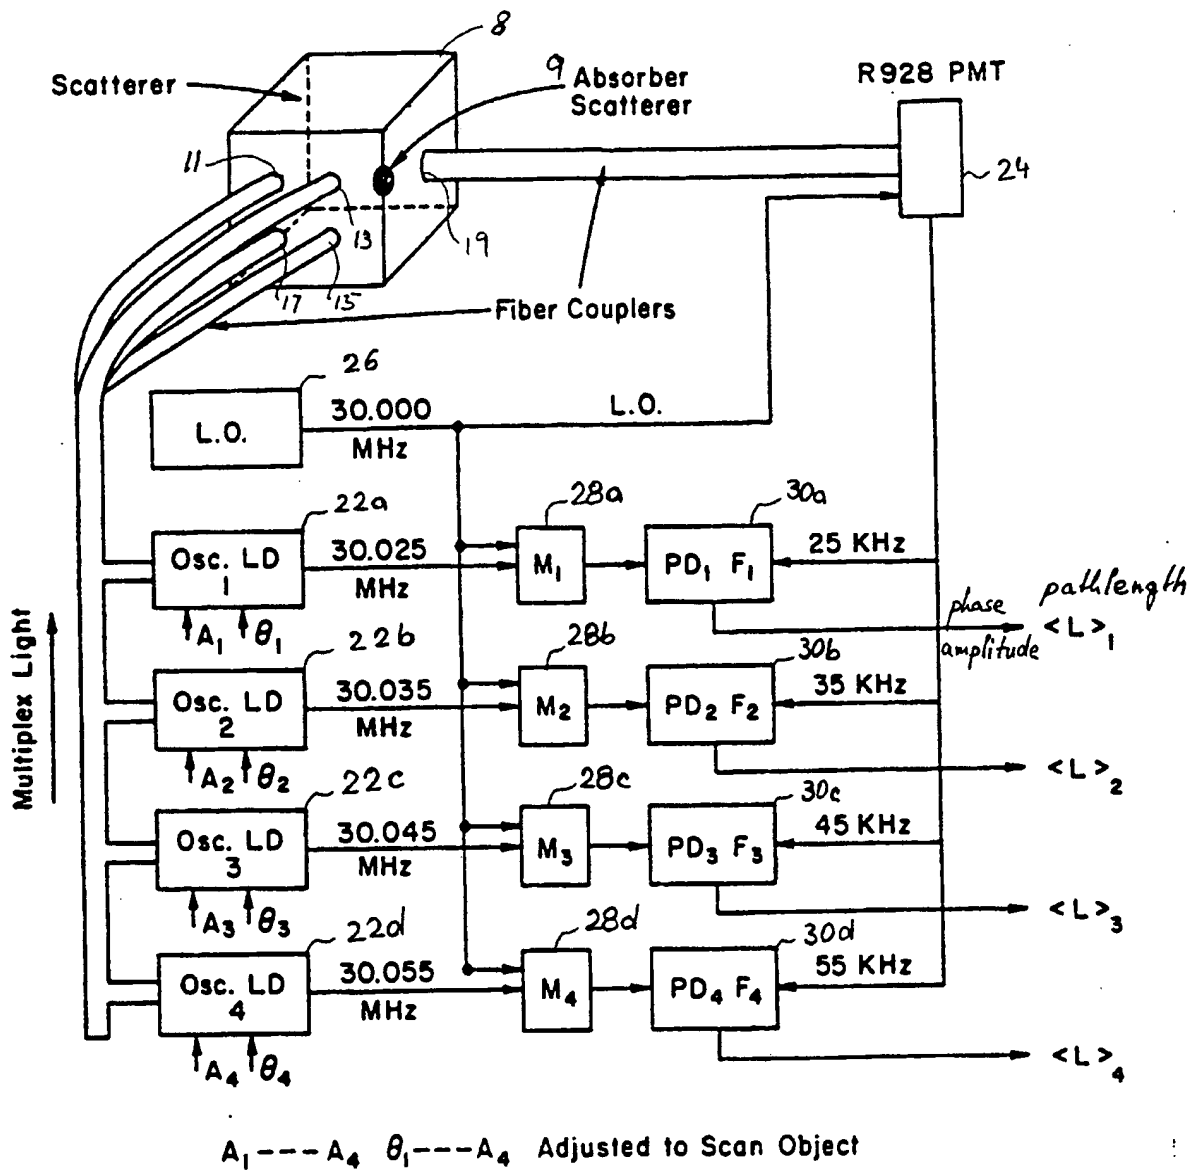 8
Scatterer
9 Absorber
Scatterer
R928 PMT
11
24
13
19
17
15
Fiber Couplers
26
L.O.
30.000
MHz
L.O.
22a
28a
30a
Osc. LD
1
30.025
MHz
M₁
PD₁ F₁
25 KHz
pathlength
phase
amplitude
<L>₁
A₁ θ₁
22b
28b
30b
Osc. LD
2
30.035
MHz
M₂
PD₂ F₂
35 KHz
<L>₂
A₂ θ₂
Multiplex Light
22c
28c
30c
Osc. LD
3
30.045
MHz
M₃
PD₃ F₃
45 KHz
<L>₃
A₃ θ₃
22d
28d
30d
Osc. LD
4
30.055
MHz
M₄
PD₄ F₄
55 KHz
<L>₄
A₄ θ₄
A₁---A₄ θ₁---A₄ Adjusted to Scan Object